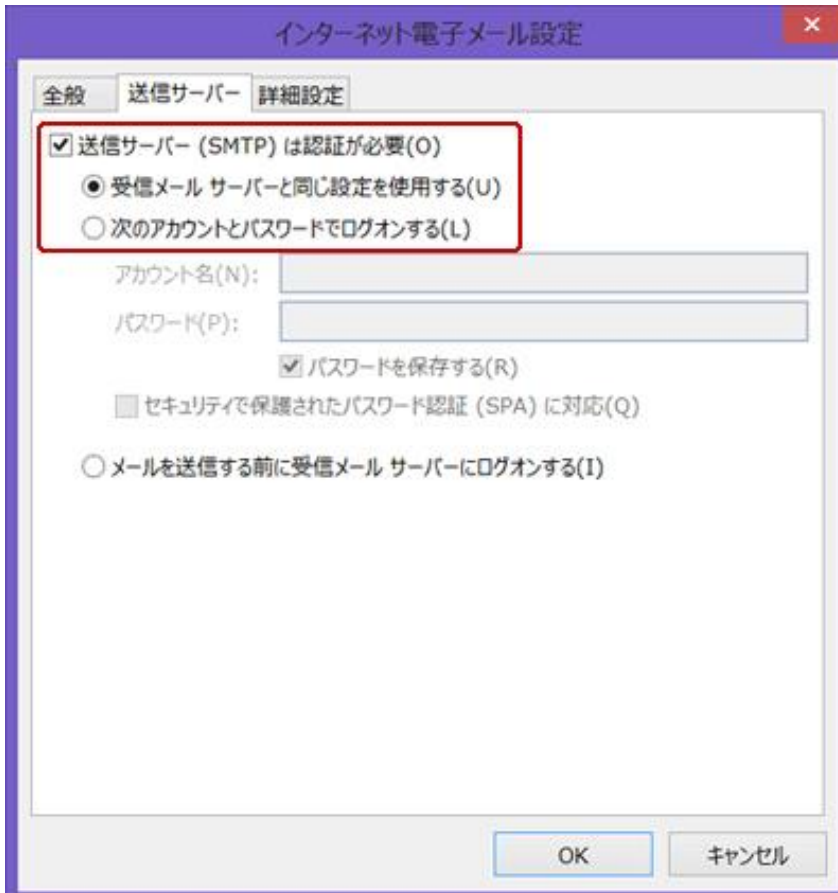 インターネット電子メール設定
全般 送信サーバー 詳細設定
送信サーバー (SMTP) は認証が必要(O)
受信メール サーバーと同じ設定を使用する(U)
次のアカウントとパスワードでログオンする(L)
アカウント名(N):
パスワード(P):
パスワードを保存する(R)
セキュリティで保護されたパスワード認証 (SPA) に対応(Q)
メールを送信する前に受信メール サーバーにログオンする(I)
OK キャンセル